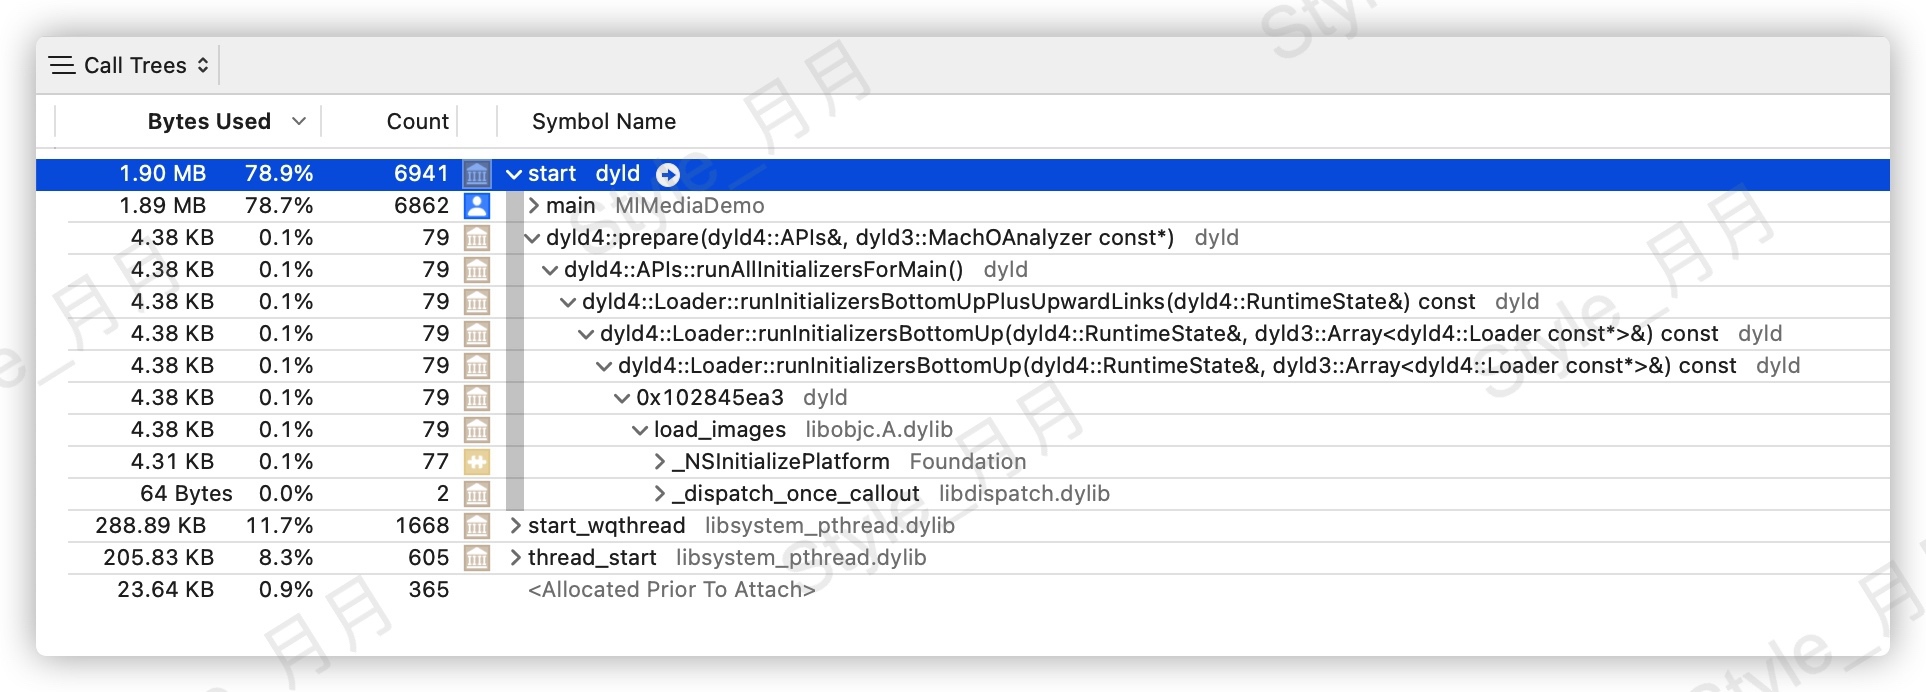 Call Trees
Bytes Used Count Symbol Name
1.90 MB 78.9% 6941 start dyld
1.89 MB 78.7% 6862 main MIMediaDemo
4.38 KB 0.1% 79 dyld4::prepare(dyld4::APIs&, dyld3::MachOAnalyzer const*) dyld
4.38 KB 0.1% 79 dyld4::APIs::runAllInitializersForMain() dyld
4.38 KB 0.1% 79 dyld4::Loader::runInitializersBottomUpPlusUpwardLinks(dyld4::RuntimeState&) const dyld
4.38 KB 0.1% 79 dyld4::Loader::runInitializersBottomUp(dyld4::RuntimeState&, dyld3::Array<dyld4::Loader const*>&) const dyld
4.38 KB 0.1% 79 dyld4::Loader::runInitializersBottomUp(dyld4::RuntimeState&, dyld3::Array<dyld4::Loader const*>&) const dyld
4.38 KB 0.1% 79 0x102845ea3 dyld
4.38 KB 0.1% 79 load_images libobjc.A.dylib
4.31 KB 0.1% 77 _NSInitializePlatform Foundation
64 Bytes 0.0% 2 _dispatch_once_callout libdispatch.dylib
288.89 KB 11.7% 1668 start_wqthread libsystem_pthread.dylib
205.83 KB 8.3% 605 thread_start libsystem_pthread.dylib
23.64 KB 0.9% 365 <Allocated Prior To Attach>
Style_月月